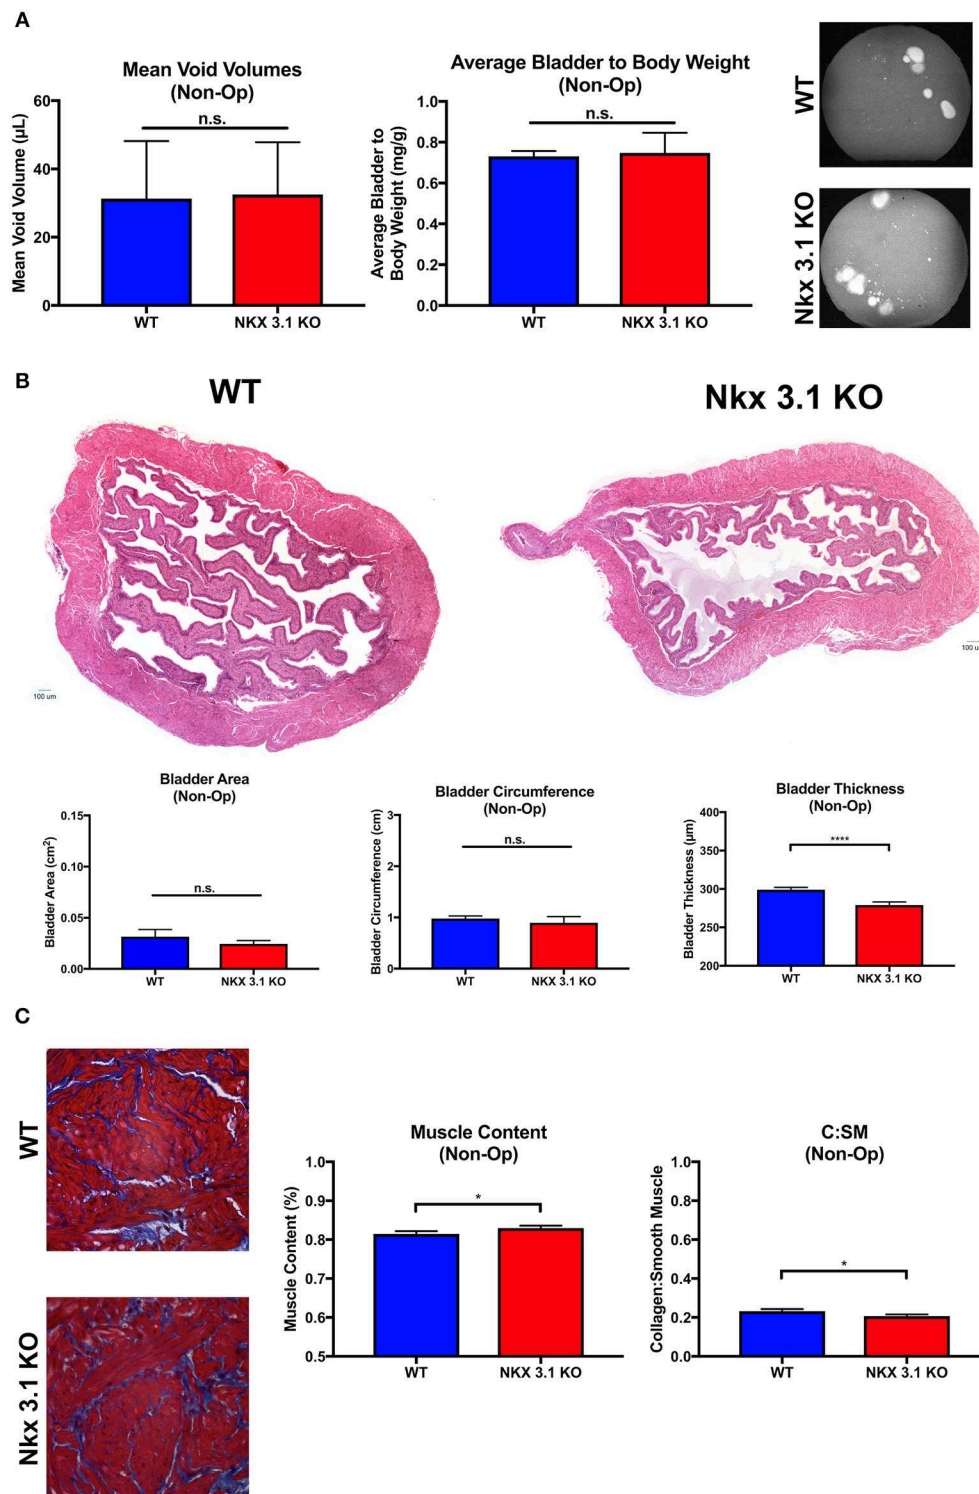 A
Mean Void Volumes
(Non-Op)
Mean Void Volume (µL)
60
40
20
0
n.s.
WT
NKX 3.1 KO
Average Bladder to Body Weight
(Non-Op)
Average Bladder to
Body Weight (mg/g)
1.0
0.8
0.6
0.4
0.2
0.0
n.s.
WT
NKX 3.1 KO
WT
Nkx 3.1 KO
B
WT
Nkx 3.1 KO
100 um
100 u
Bladder Area
(Non-Op)
Bladder Area (cm²)
0.15
0.10
0.05
0.00
n.s.
WT
NKX 3.1 KO
Bladder Circumference
(Non-Op)
Bladder Circumference (cm)
3
2
1
0
n.s.
WT
NKX 3.1 KO
Bladder Thickness
(Non-Op)
Bladder Thickness (µm)
400
350
300
250
200
****
WT
NKX 3.1 KO
C
WT
Nkx 3.1 KO
Muscle Content
(Non-Op)
Muscle Content (%)
1.0
0.9
0.8
0.7
0.6
0.5
*
WT
NKX 3.1 KO
C:SM
(Non-Op)
Collagen:Smooth Muscle
1.0
0.8
0.6
0.4
0.2
0.0
*
WT
NKX 3.1 KO